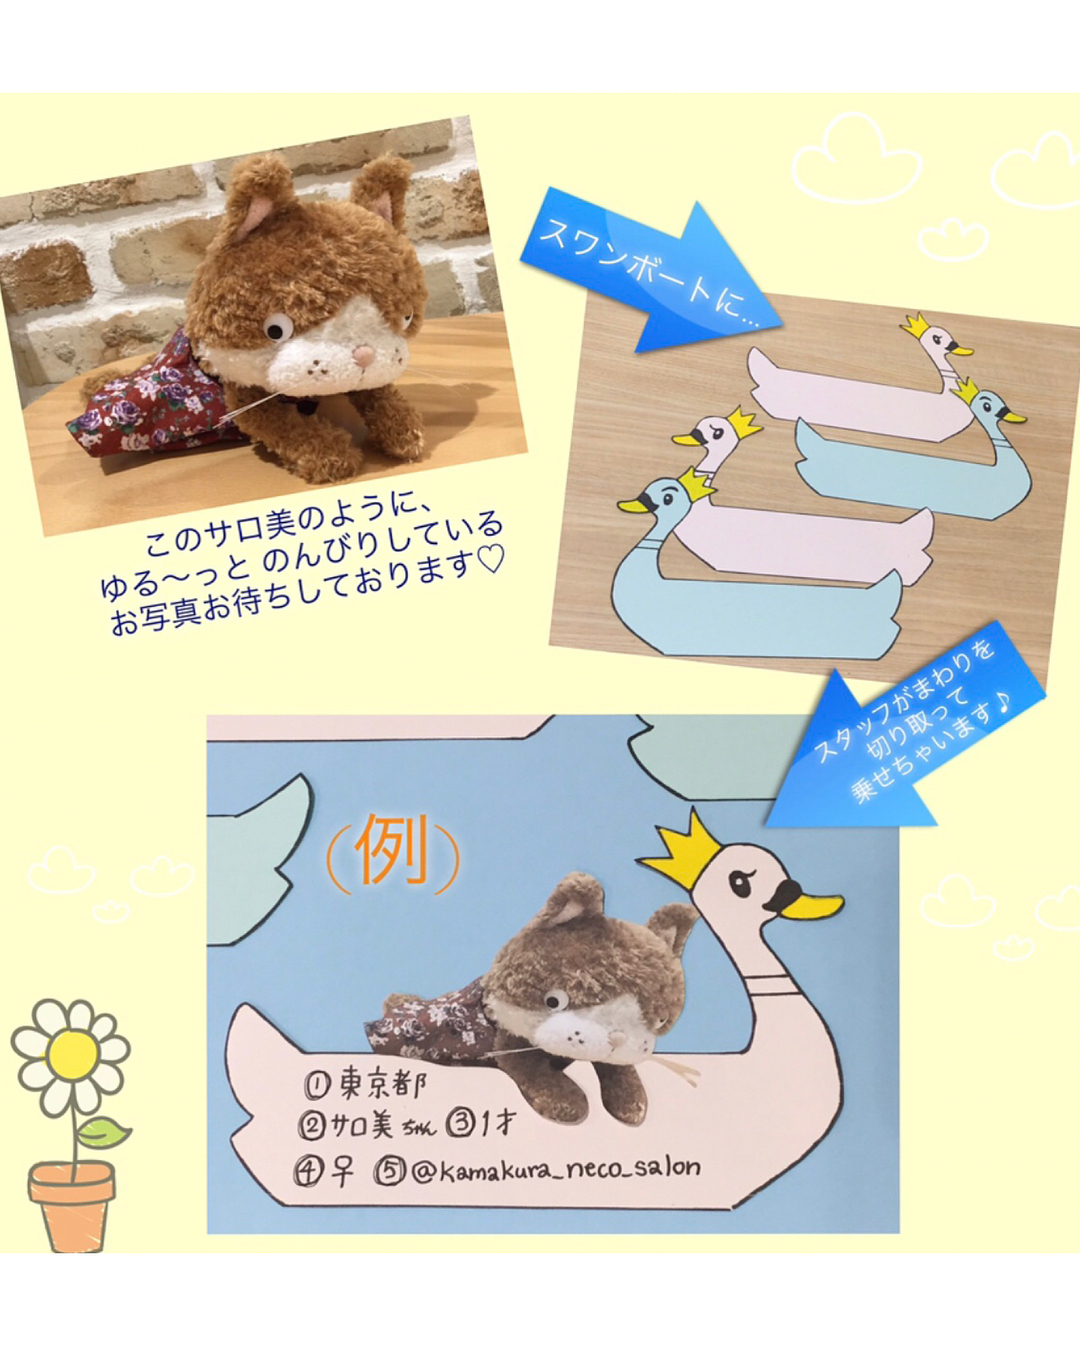 スワンボートに...
このサロ美のように、
ゆる〜っと のんびりしている
お写真お待ちしております♡
スタッフがまわりを
切り取って
乗せちゃいます♪
（例）
①東京都
②サロ美ちゃん ③1才
④♀ ⑤@kamakura_neco_salon